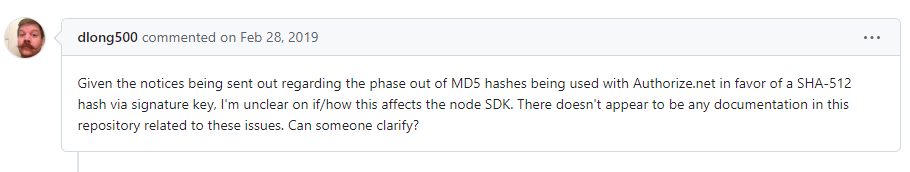 dlong500 commented on Feb 28, 2019
Given the notices being sent out regarding the phase out of MD5 hashes being used with Authorize.net in favor of a SHA-512
hash via signature key, I'm unclear on if/how this affects the node SDK. There doesn't appear to be any documentation in this
repository related to these issues. Can someone clarify?